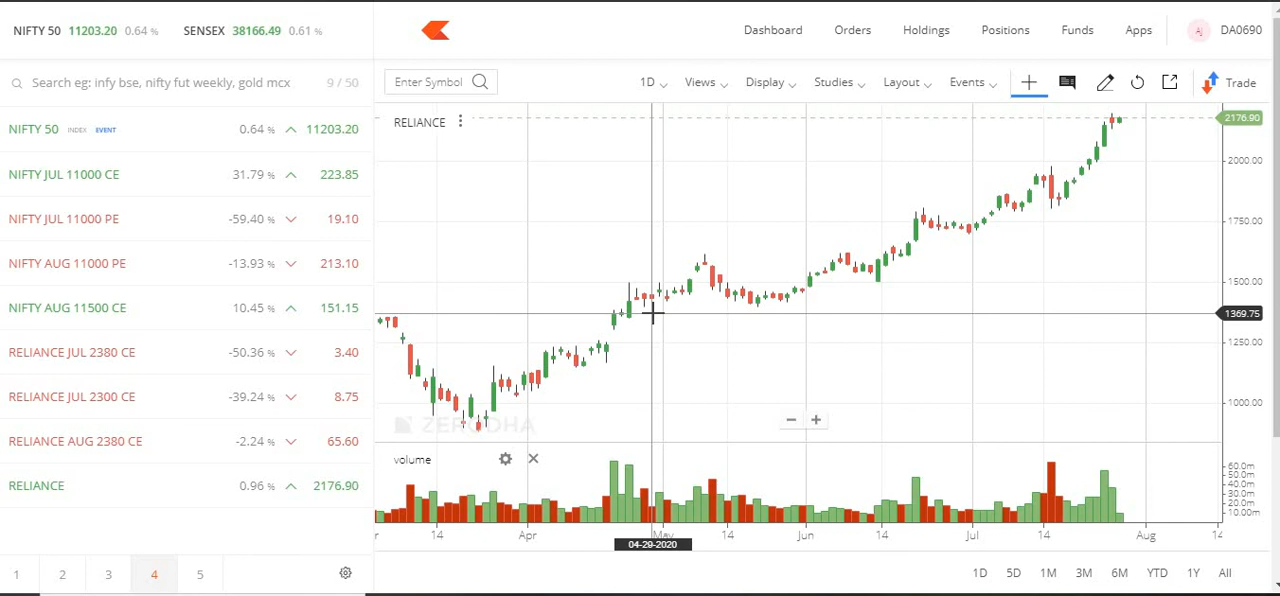 NIFTY 50 11203.20 0.64 % SENSEX 38166.49 0.61 %
Dashboard Orders Holdings Positions Funds Apps AJ DA0690
Search eg: infy bse, nifty fut weekly, gold mcx 9 / 50
Enter Symbol 1D Views Display Studies Layout Events Trade
NIFTY 50 INDEX EVENT 0.64 % 11203.20
NIFTY JUL 11000 CE 31.79 % 223.85
NIFTY JUL 11000 PE -59.40 % 19.10
NIFTY AUG 11000 PE -13.93 % 213.10
NIFTY AUG 11500 CE 10.45 % 151.15
RELIANCE JUL 2380 CE -50.36 % 3.40
RELIANCE JUL 2300 CE -39.24 % 8.75
RELIANCE AUG 2380 CE -2.24 % 65.60
RELIANCE 0.96 % 2176.90
1 2 3 4 5
RELIANCE
2176.90
2000.00
1750.00
1500.00
1369.75
1250.00
1000.00
ZERODHA
volume
60.0m
50.0m
40.0m
30.0m
20.0m
10.00m
14 Apr 14 May 14 Jun 14 Jul 14 Aug 14
04-29-2020
1D 5D 1M 3M 6M YTD 1Y All